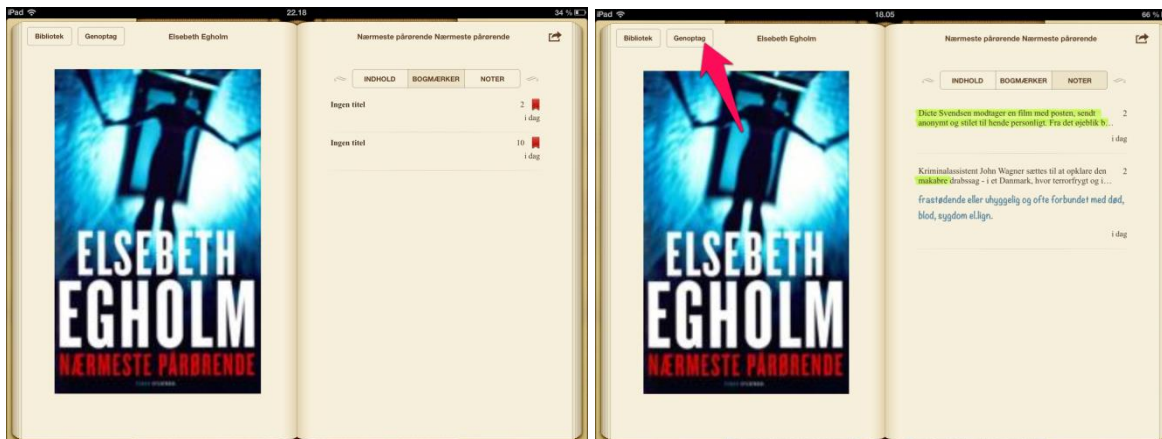 iPad 22.18 34 %
Bibliotek Genoptag Elsebeth Egholm Nærmeste pårørende Nærmeste pårørende
INDHOLD BOGMÆRKER NOTER
Ingen titel 2
i dag
Ingen titel 10
i dag
ELSEBETH
EGHOLM
NÆRMESTE PÅRØRENDE
iPad 18.05 66 %
Bibliotek Genoptag Elsebeth Egholm Nærmeste pårørende Nærmeste pårørende
INDHOLD BOGMÆRKER NOTER
Dicte Svendsen modtager en film med posten, sendt 2
anonymt og stilet til hende personligt. Fra det øjeblik b…
i dag
Kriminalassistent John Wagner sættes til at opklare den 2
makabre drabssag - i et Danmark, hvor terrorfrygt og i…
frastødende eller uhyggelig og ofte forbundet med død,
blod, sygdom el.lign.
i dag
ELSEBETH
EGHOLM
NÆRMESTE PÅRØRENDE